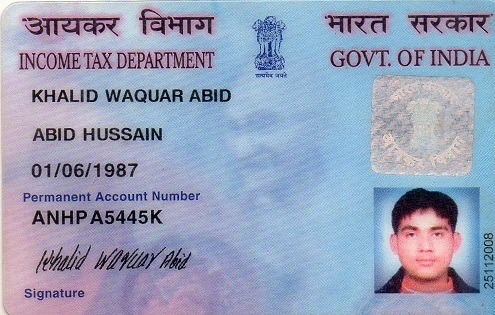 आयकर विभाग
भारत सरकार
INCOME TAX DEPARTMENT
GOVT. OF INDIA
KHALID WAQUAR ABID
ABID HUSSAIN
01/06/1987
Permanent Account Number
ANHPA5445K
Khalid Waquar Abid
Signature
25112008
सत्यमेव जयते